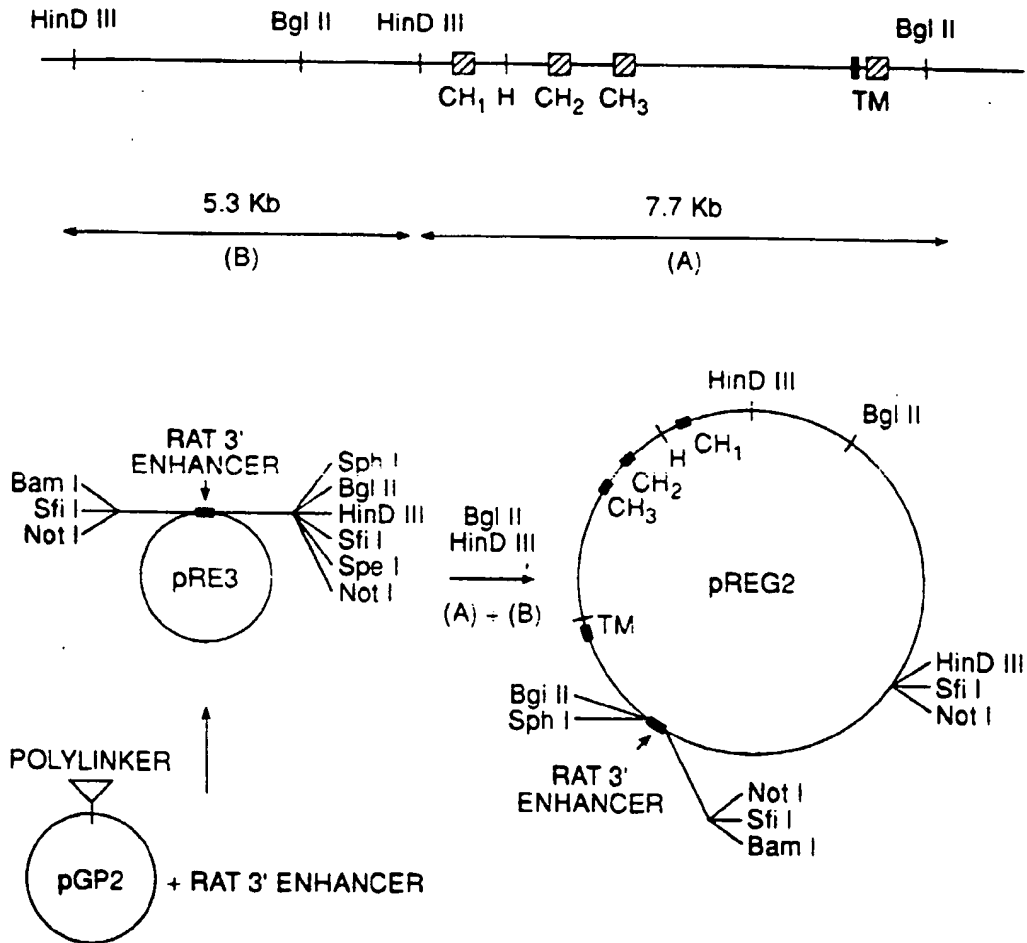 HinD III Bgl II HinD III Bgl II
CH1 H CH2 CH3 TM
5.3 Kb 7.7 Kb
(B) (A)
RAT 3'
ENHANCER
Bam I
Sfi I
Not I
Sph I
Bgl II
HinD III
Sfi I
Spe I
Not I
pRE3
Bgl II
HinD III
(A) ÷ (B)
HinD III
Bgl II
CH1
H
CH2
CH3
pREG2
TM
HinD III
Sfi I
Not I
Bgi II
Sph I
RAT 3'
ENHANCER
Not I
Sfi I
Bam I
POLYLINKER
pGP2 + RAT 3' ENHANCER